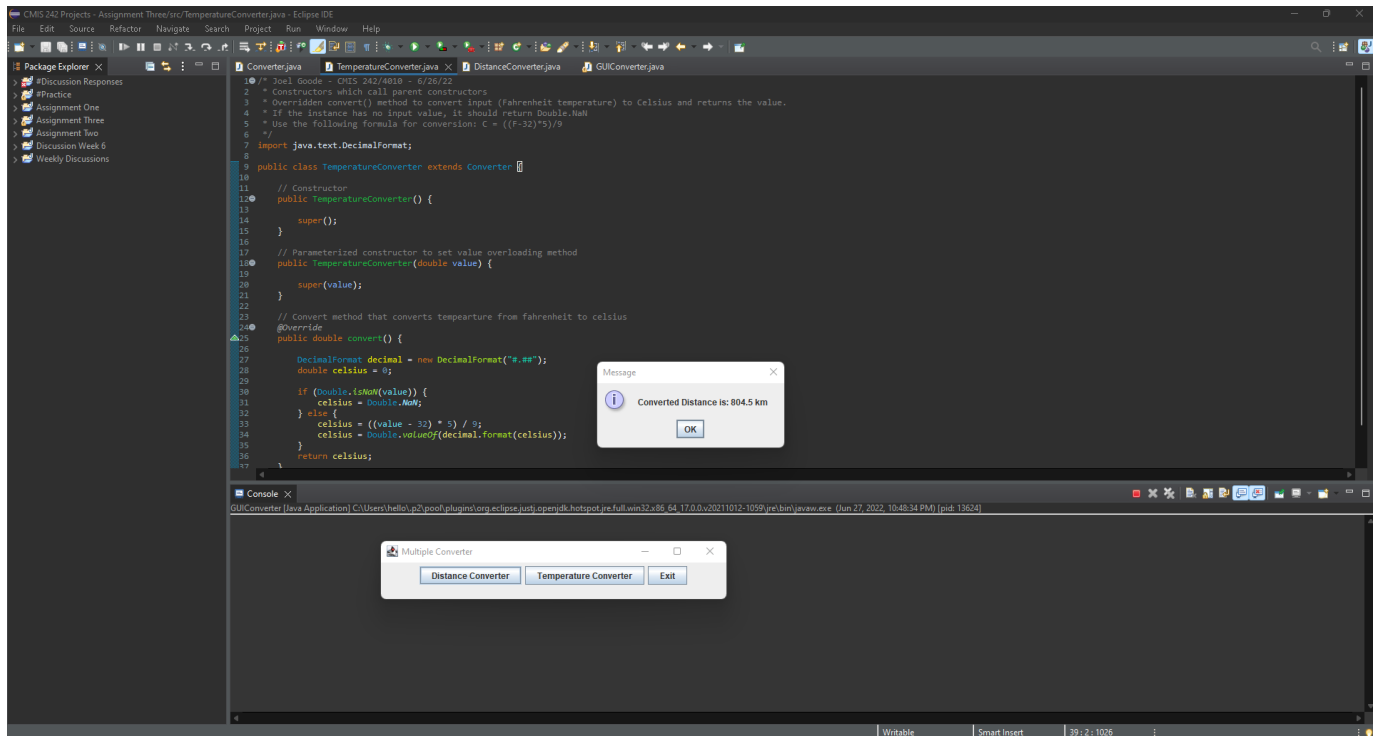 CMIS 242 Projects - Assignment Three/src/TemperatureConverter.java - Eclipse IDE
File Edit Source Refactor Navigate Search Project Run Window Help
Package Explorer
#Discussion Responses
#Practice
Assignment One
Assignment Three
Assignment Two
Discussion Week 6
Weekly Discussions
Converter.java TemperatureConverter.java DistanceConverter.java GUIConverter.java
1 /* Joel Goode - CMIS 242/4010 - 6/26/22
2 * Constructors which call parent constructors
3 * Overridden convert() method to convert input (Fahrenheit temperature) to Celsius and returns the value.
4 * If the instance has no input value, it should return Double.NaN
5 * Use the following formula for conversion: C = ((F-32)*5)/9
6 */
7 import java.text.DecimalFormat;
8
9 public class TemperatureConverter extends Converter {
10
11 // Constructor
12 public TemperatureConverter() {
13
14 super();
15 }
16
17 // Parameterized constructor to set value overloading method
18 public TemperatureConverter(double value) {
19
20 super(value);
21 }
22
23 // Convert method that converts tempearture from fahrenheit to celsius
24 @Override
25 public double convert() {
26
27 DecimalFormat decimal = new DecimalFormat("#.##");
28 double celsius = 0;
29
30 if (Double.isNaN(value)) {
31 celsius = Double.NaN;
32 } else {
33 celsius = ((value - 32) * 5) / 9;
34 celsius = Double.valueOf(decimal.format(celsius));
35 }
36 return celsius;
37 }
Message
Converted Distance is: 804.5 km
OK
Console
GUIConverter [Java Application] C:\Users\hello\.p2\pool\plugins\org.eclipse.justj.openjdk.hotspot.jre.full.win32.x86_64_17.0.0.v20211012-1059\jre\bin\javaw.exe (Jun 27, 2022, 10:48:34 PM) [pid: 13624]
Multiple Converter
Distance Converter Temperature Converter Exit
Writable Smart Insert 39 : 2 : 1026